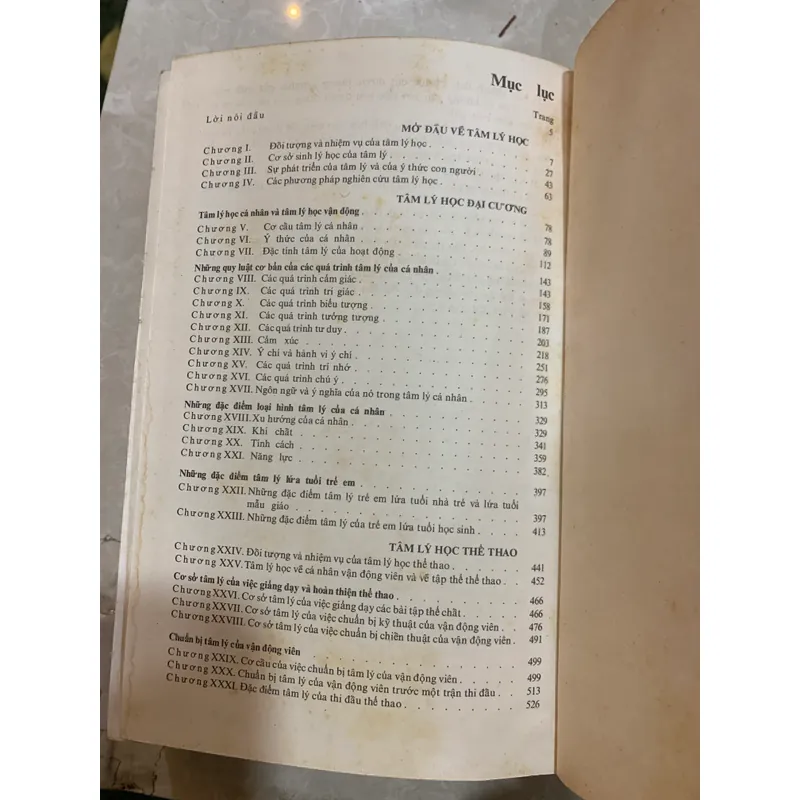 Mục lục
Trang
Lời nói đầu 5
MỞ ĐẦU VỀ TÂM LÝ HỌC
Chương I. Đối tượng và nhiệm vụ của tâm lý học . . . . 7
Chương II. Cơ sở sinh lý học của tâm lý . . . . 27
Chương III. Sự phát triển của tâm lý và của ý thức con người . . . . 43
Chương IV. Các phương pháp nghiên cứu tâm lý học . . . . 63
TÂM LÝ HỌC ĐẠI CƯƠNG
Tâm lý học cá nhân và tâm lý học vận động . . . . 78
Chương V. Cơ cấu tâm lý cá nhân . . . . 78
Chương VI. Ý thức của cá nhân . . . . 89
Chương VII. Đặc tính tâm lý của hoạt động . . . . 112
Những quy luật cơ bản của các quá trình tâm lý của cá nhân . . . . 143
Chương VIII. Các quá trình cảm giác . . . . 143
Chương IX. Các quá trình tri giác . . . . 158
Chương X. Các quá trình biểu tượng . . . . 171
Chương XI. Các quá trình tưởng tượng . . . . 187
Chương XII. Các quá trình tư duy . . . . 203
Chương XIII. Cảm xúc . . . . 218
Chương XIV. Ý chí và hành vi ý chí . . . . 251
Chương XV. Các quá trình trí nhớ . . . . 276
Chương XVI. Các quá trình chú ý . . . . 295
Chương XVII. Ngôn ngữ và ý nghĩa của nó trong tâm lý cá nhân . . . . 313
Những đặc điểm loại hình tâm lý của cá nhân . . . . 329
Chương XVIII. Xu hướng của cá nhân . . . . 329
Chương XIX. Khí chất . . . . 341
Chương XX. Tính cách . . . . 359
Chương XXI. Năng lực . . . . 382
Những đặc điểm tâm lý lứa tuổi trẻ em . . . . 397
Chương XXII. Những đặc điểm tâm lý trẻ em lứa tuổi nhà trẻ và lứa tuổi
mẫu giáo . . . . 397
Chương XXIII. Những đặc điểm tâm lý của trẻ em lứa tuổi học sinh . . . . 413
TÂM LÝ HỌC THỂ THAO
Chương XXIV. Đối tượng và nhiệm vụ của tâm lý học thể thao . . . . 441
Chương XXV. Tâm lý học về cá nhân vận động viên và về tập thể thể thao . . 452
Cơ sở tâm lý của việc giảng dạy và hoàn thiện thể thao . . . . 466
Chương XXVI. Cơ sở tâm lý của việc giảng dạy các bài tập thể chất . . . . 466
Chương XXVII. Cơ sở tâm lý của việc chuẩn bị kỹ thuật của vận động viên . . 476
Chương XXVIII. Cơ sở tâm lý của việc chuẩn bị chiến thuật của vận động viên . 491
Chuẩn bị tâm lý của vận động viên . . . . 499
Chương XXIX. Cơ cấu của việc chuẩn bị tâm lý của vận động viên . . . . 499
Chương XXX. Chuẩn bị tâm lý của vận động viên trước một trận thi đấu . . 513
Chương XXXI. Đặc điểm tâm lý của thi đấu thể thao . . . . 526